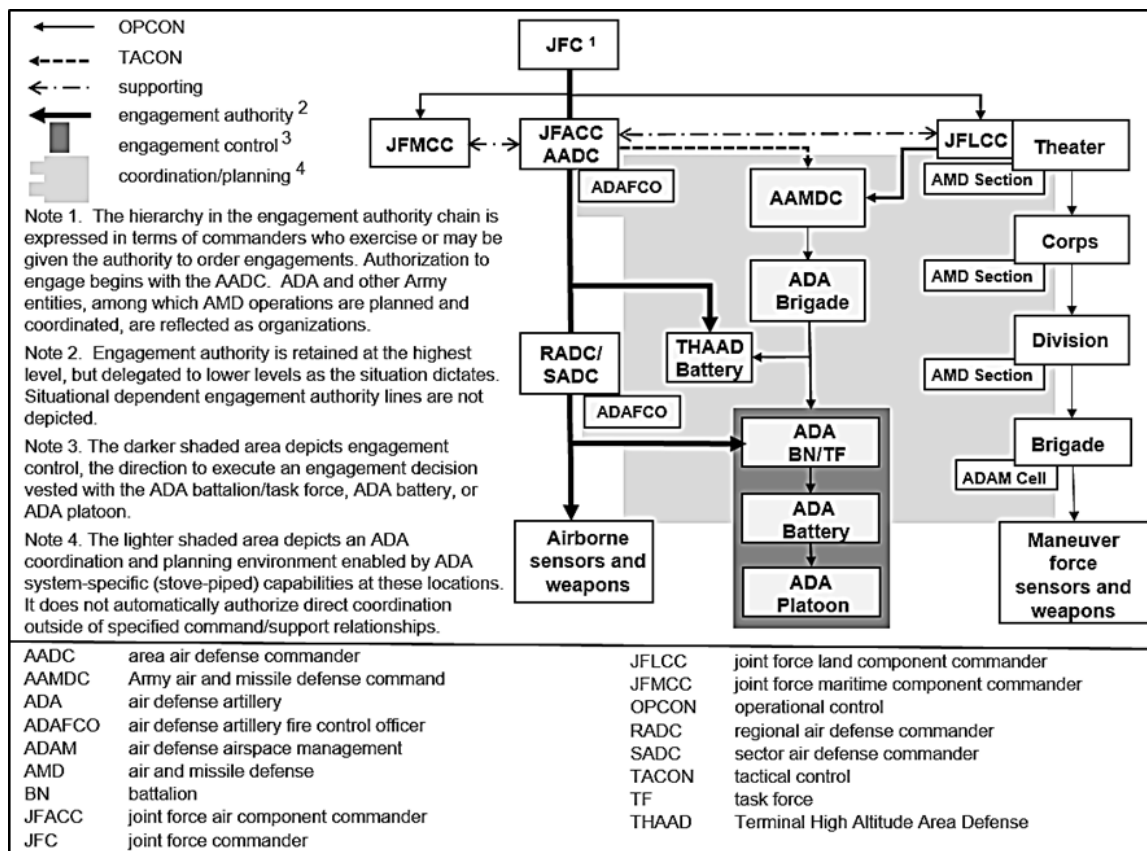 OPCON
TACON
supporting
engagement authority 2
engagement control 3
coordination/planning 4
Note 1. The hierarchy in the engagement authority chain is
expressed in terms of commanders who exercise or may be
given the authority to order engagements. Authorization to
engage begins with the AADC. ADA and other Army
entities, among which AMD operations are planned and
coordinated, are reflected as organizations.
Note 2. Engagement authority is retained at the highest
level, but delegated to lower levels as the situation dictates.
Situational dependent engagement authority lines are not
depicted.
Note 3. The darker shaded area depicts engagement
control, the direction to execute an engagement decision
vested with the ADA battalion/task force, ADA battery, or
ADA platoon.
Note 4. The lighter shaded area depicts an ADA
coordination and planning environment enabled by ADA
system-specific (stove-piped) capabilities at these locations.
It does not automatically authorize direct coordination
outside of specified command/support relationships.
JFC 1
JFMCC
JFACC
AADC
ADAFCO
JFLCC
Theater
AMD Section
AAMDC
Corps
AMD Section
ADA
Brigade
RADC/
SADC
ADAFCO
THAAD
Battery
Division
AMD Section
ADA
BN/TF
Brigade
ADAM Cell
ADA
Battery
ADA
Platoon
Airborne
sensors and
weapons
Maneuver
force
sensors and
weapons
AADC area air defense commander
AAMDC Army air and missile defense command
ADA air defense artillery
ADAFCO air defense artillery fire control officer
ADAM air defense airspace management
AMD air and missile defense
BN battalion
JFACC joint force air component commander
JFC joint force commander
JFLCC joint force land component commander
JFMCC joint force maritime component commander
OPCON operational control
RADC regional air defense commander
SADC sector air defense commander
TACON tactical control
TF task force
THAAD Terminal High Altitude Area Defense